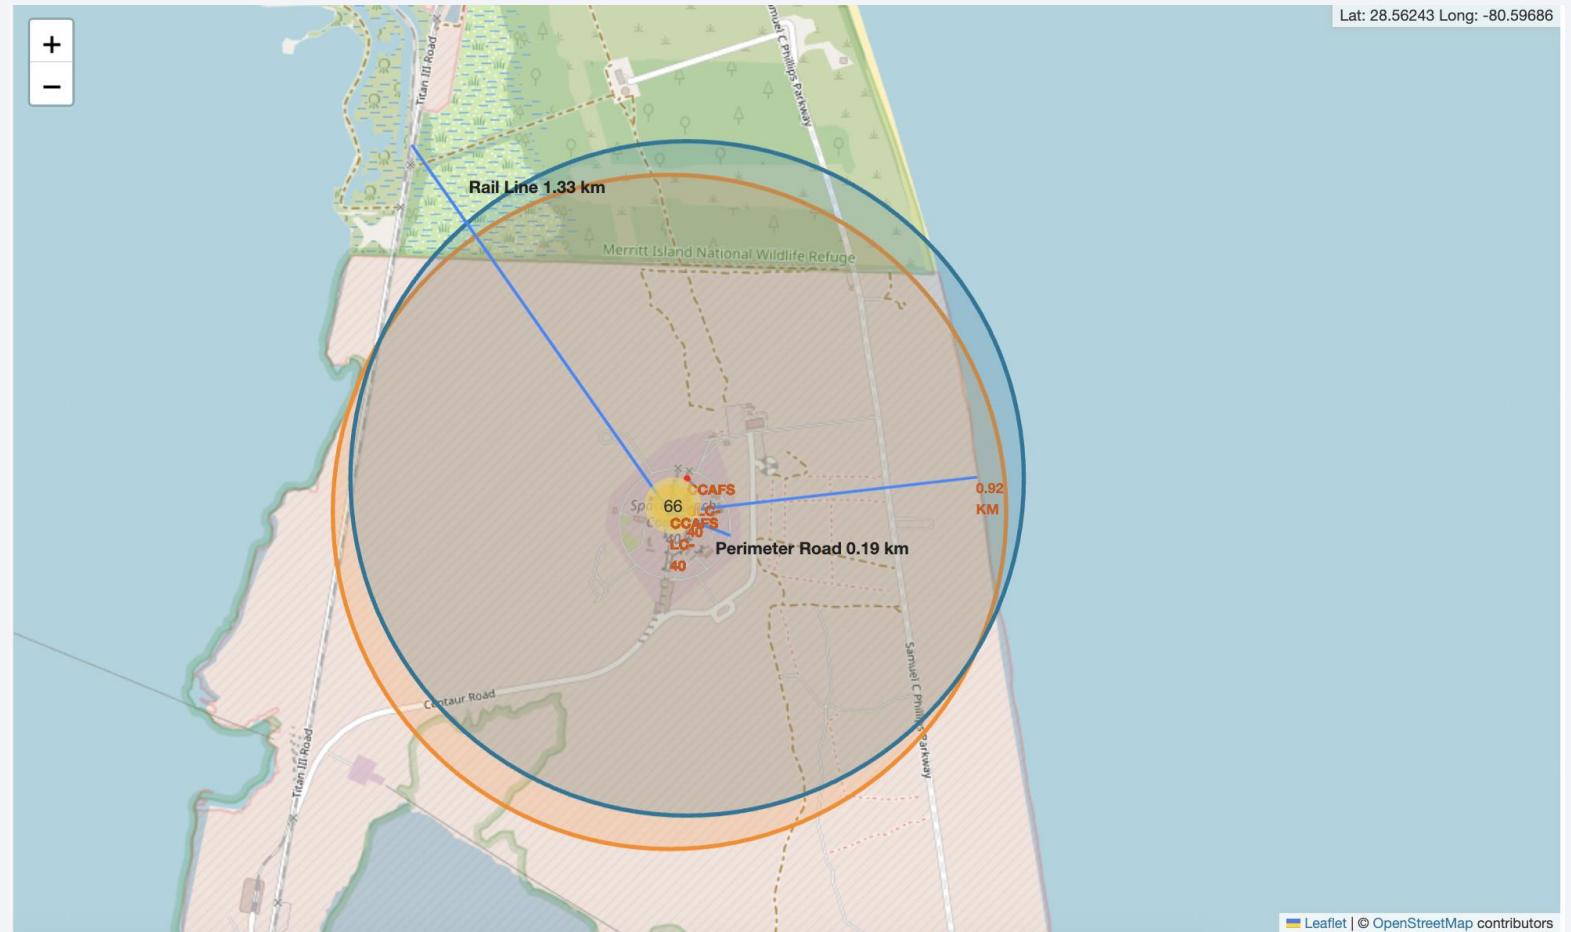 +
−
Lat: 28.56243 Long: -80.59686
Titan III Road
Samuel C Phillips Parkway
Rail Line 1.33 km
Merritt Island National Wildlife Refuge
CCAFS
LC-
40
66
CCAFS
LC-
40
0.92
KM
Perimeter Road 0.19 km
Centaur Road
Samuel C Phillips Parkway
Titan III Road
Leaflet | © OpenStreetMap contributors